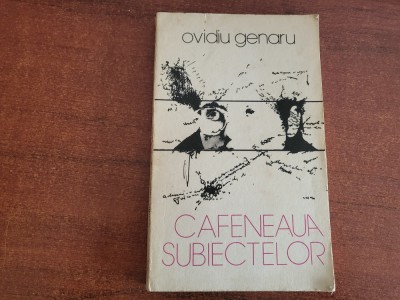 ovidiu genaru
CAFENEAUA
SUBIECTELOR